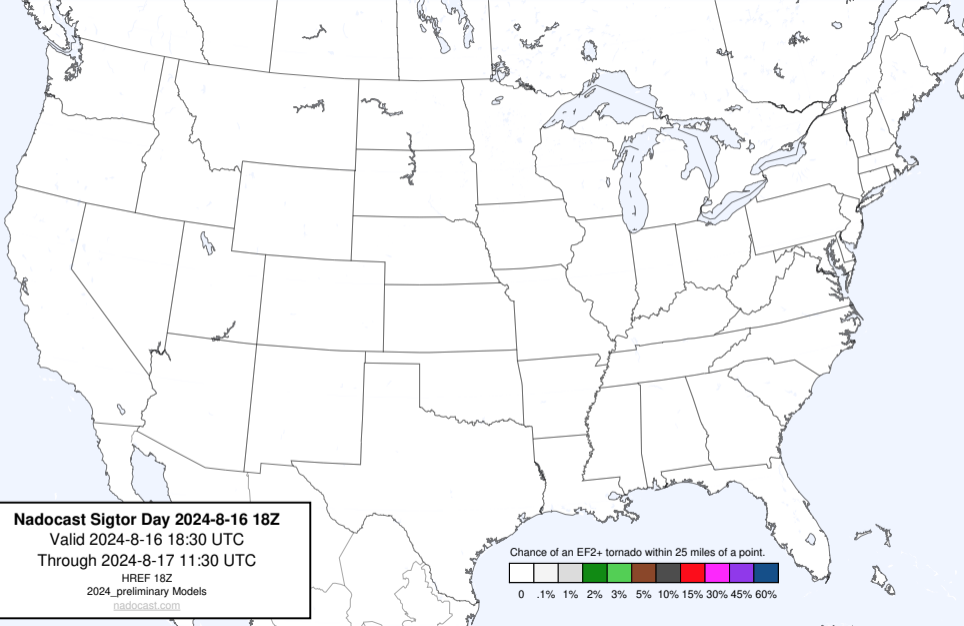 Nadocast Sigtor Day 2024-8-16 18Z
Valid 2024-8-16 18:30 UTC
Through 2024-8-17 11:30 UTC
HREF 18Z
2024_preliminary Models
nadocast.com
Chance of an EF2+ tornado within 25 miles of a point.
0 .1% 1% 2% 3% 5% 10% 15% 30% 45% 60%